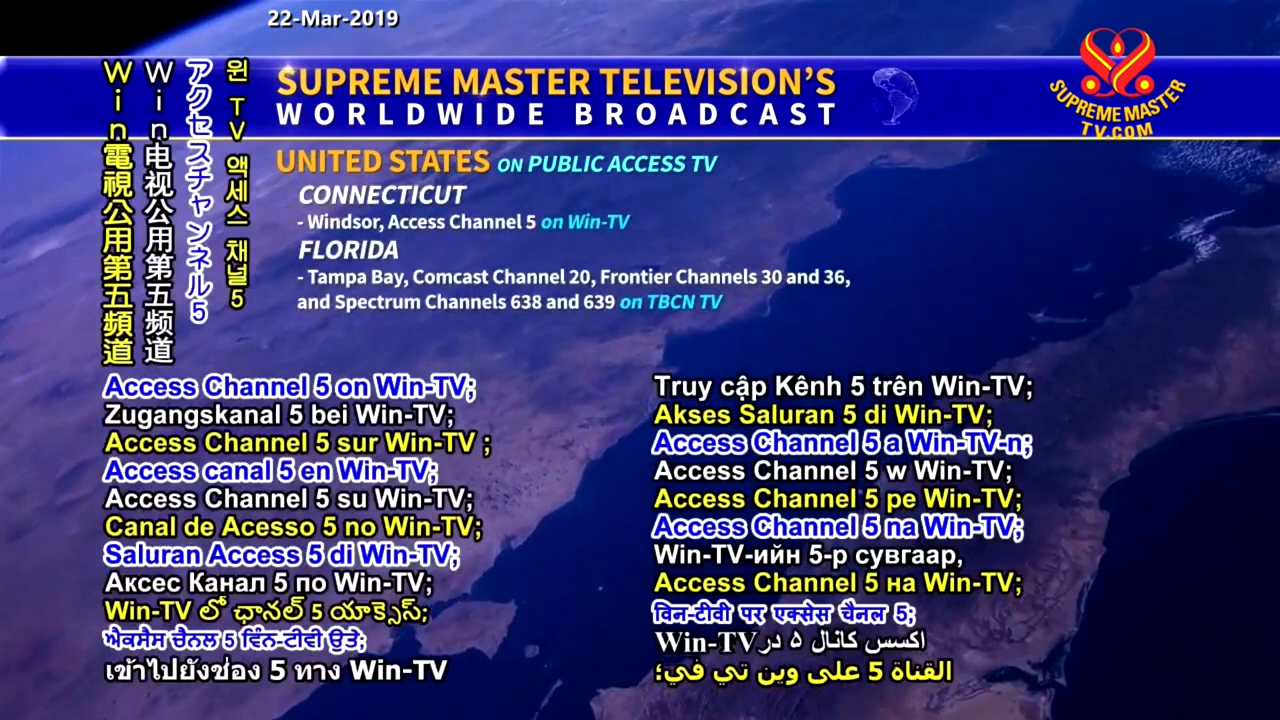 22-Mar-2019
SUPREME MASTER TELEVISION'S
WORLDWIDE BROADCAST
SUPREME MASTER
TV.COM
UNITED STATES ON PUBLIC ACCESS TV
CONNECTICUT
- Windsor, Access Channel 5 on Win-TV
FLORIDA
- Tampa Bay, Comcast Channel 20, Frontier Channels 30 and 36,
and Spectrum Channels 638 and 639 on TBCN TV
Win電視公用第五頻道
Win电视公用第五频道
アクセスチャンネル5
윈 TV 액세스 채널5
Access Channel 5 on Win-TV;
Zugangskanal 5 bei Win-TV;
Access Channel 5 sur Win-TV ;
Access canal 5 en Win-TV;
Access Channel 5 su Win-TV;
Canal de Acesso 5 no Win-TV;
Saluran Access 5 di Win-TV;
Аксес Канал 5 по Win-TV;
Win-TV లో ఛానల్ 5 యాక్సెస్;
ਐਕਸੈਸ ਚੈਨਲ 5 ਵਿੰਨ-ਟੀਵੀ ਉਤੇ;
เข้าไปยังช่อง 5 ทาง Win-TV
Truy cập Kênh 5 trên Win-TV;
Akses Saluran 5 di Win-TV;
Access Channel 5 a Win-TV-n;
Access Channel 5 w Win-TV;
Access Channel 5 pe Win-TV;
Access Channel 5 na Win-TV;
Win-TV-ийн 5-р сувгаар,
Access Channel 5 на Win-TV;
विन-टीवी पर एक्सेस चैनल 5;
اکسس کانال ۵ در Win-TV
القناة 5 على وين تي في؛